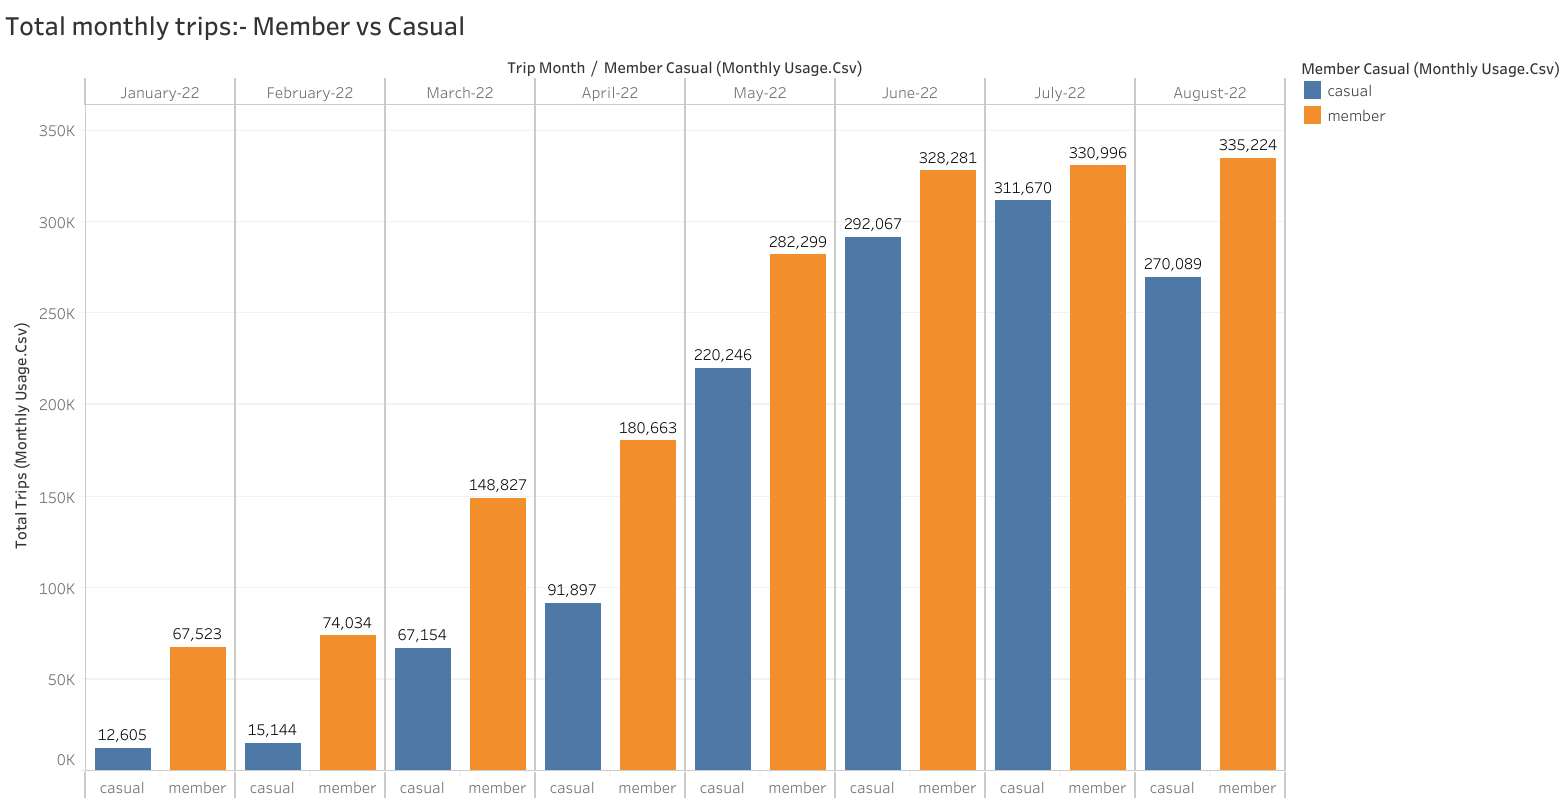 Total monthly trips:- Member vs Casual
Trip Month / Member Casual (Monthly Usage.Csv)
January-22 February-22 March-22 April-22 May-22 June-22 July-22 August-22
Member Casual (Monthly Usage.Csv)
casual
member
Total Trips (Monthly Usage.Csv)
350K
300K
250K
200K
150K
100K
50K
0K
12,605
67,523
15,144
74,034
67,154
148,827
91,897
180,663
220,246
282,299
292,067
328,281
311,670
330,996
270,089
335,224
casual member casual member casual member casual member casual member casual member casual member casual member